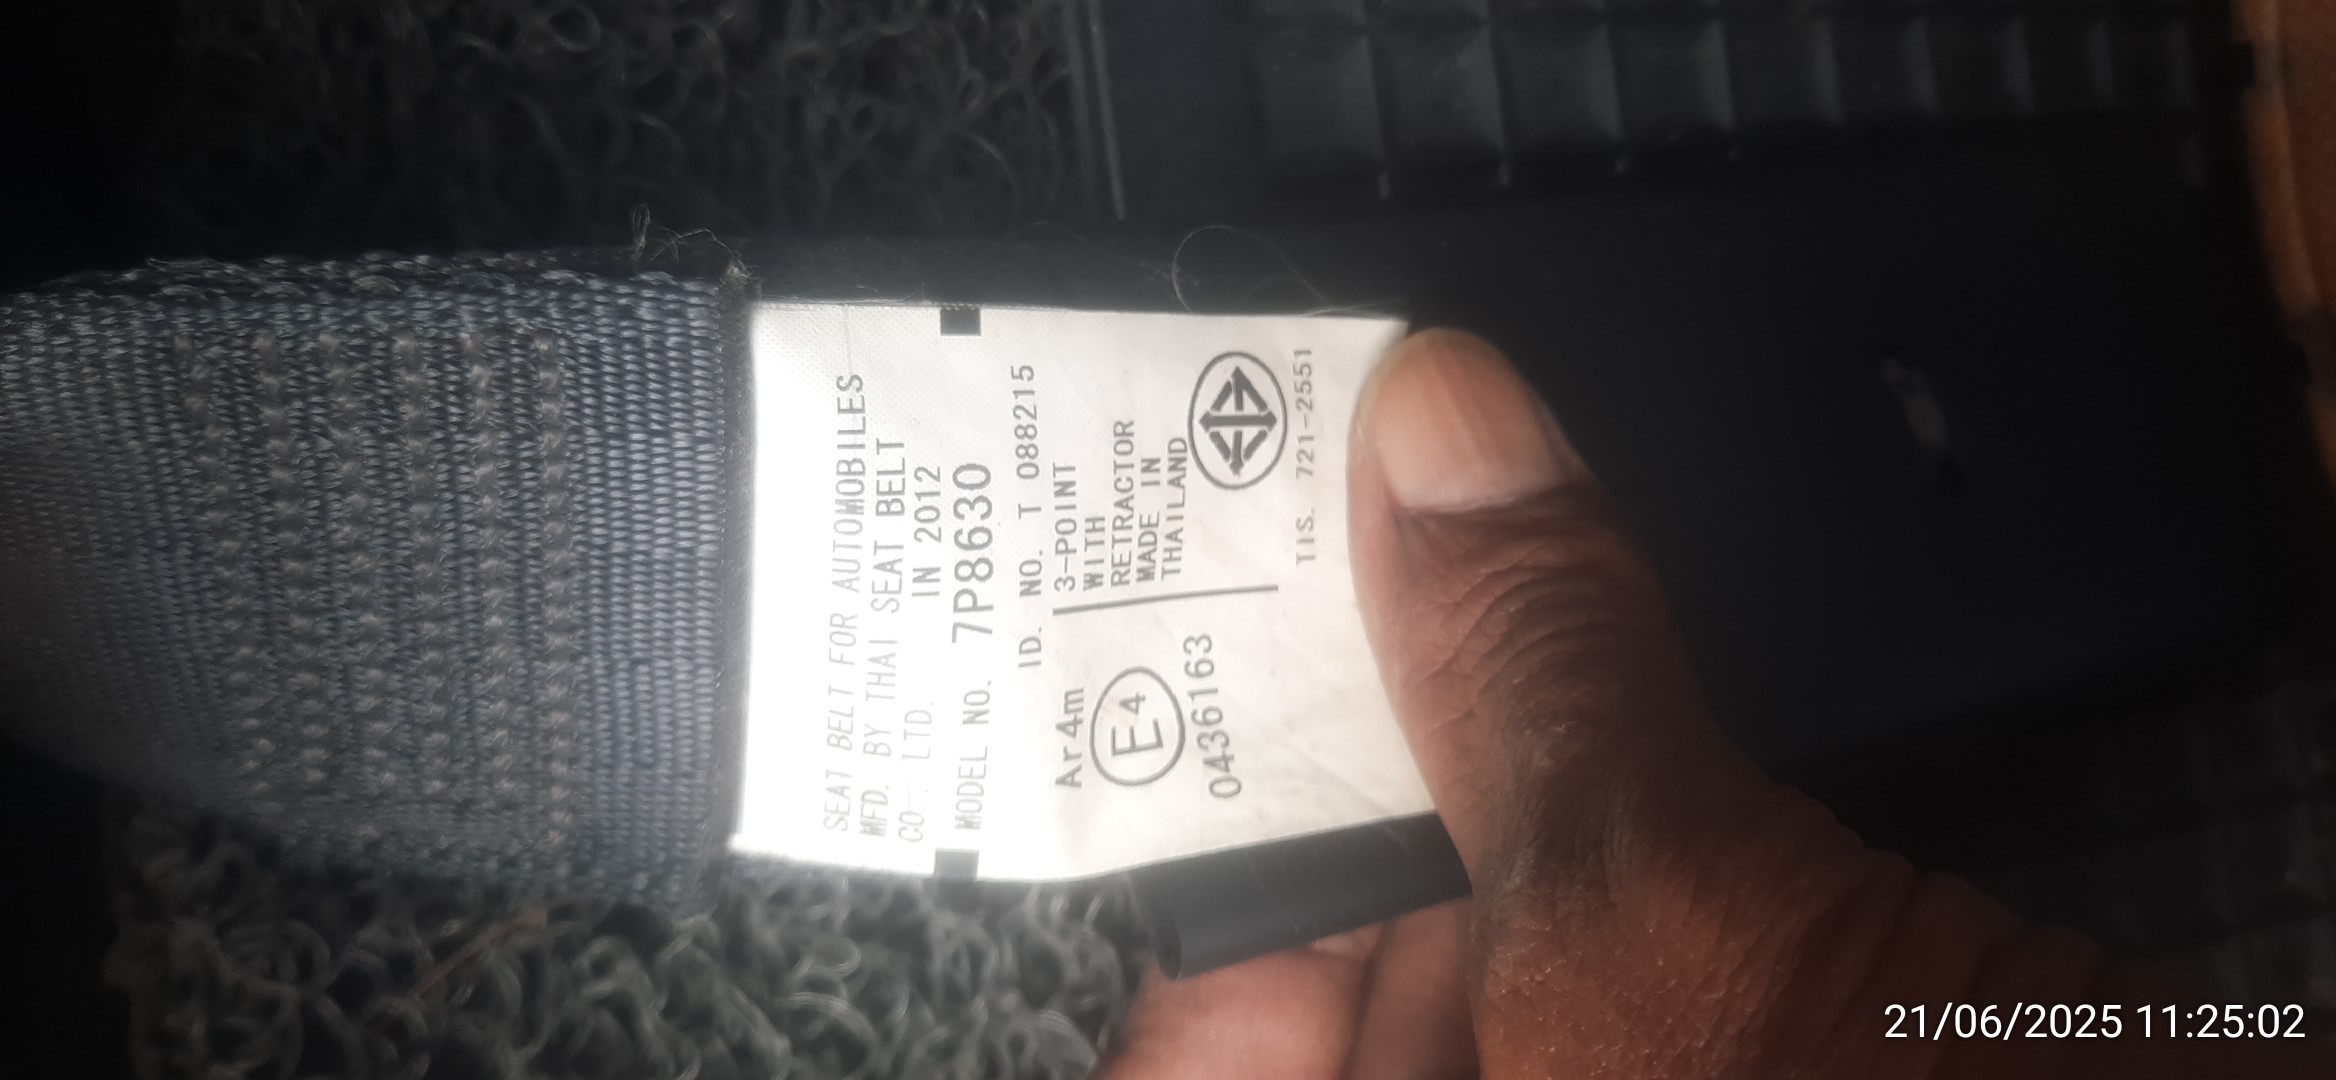 SEAT BELT FOR AUTOMOBILES
MFD. BY THAI SEAT BELT
CO., LTD. IN 2012
MODEL NO. 7P8630
ID. NO. T 088215
Ar4m
E4
0436163
3-POINT
WITH
RETRACTOR
MADE IN
THAILAND
TIS. 721-2551
21/06/2025 11:25:02